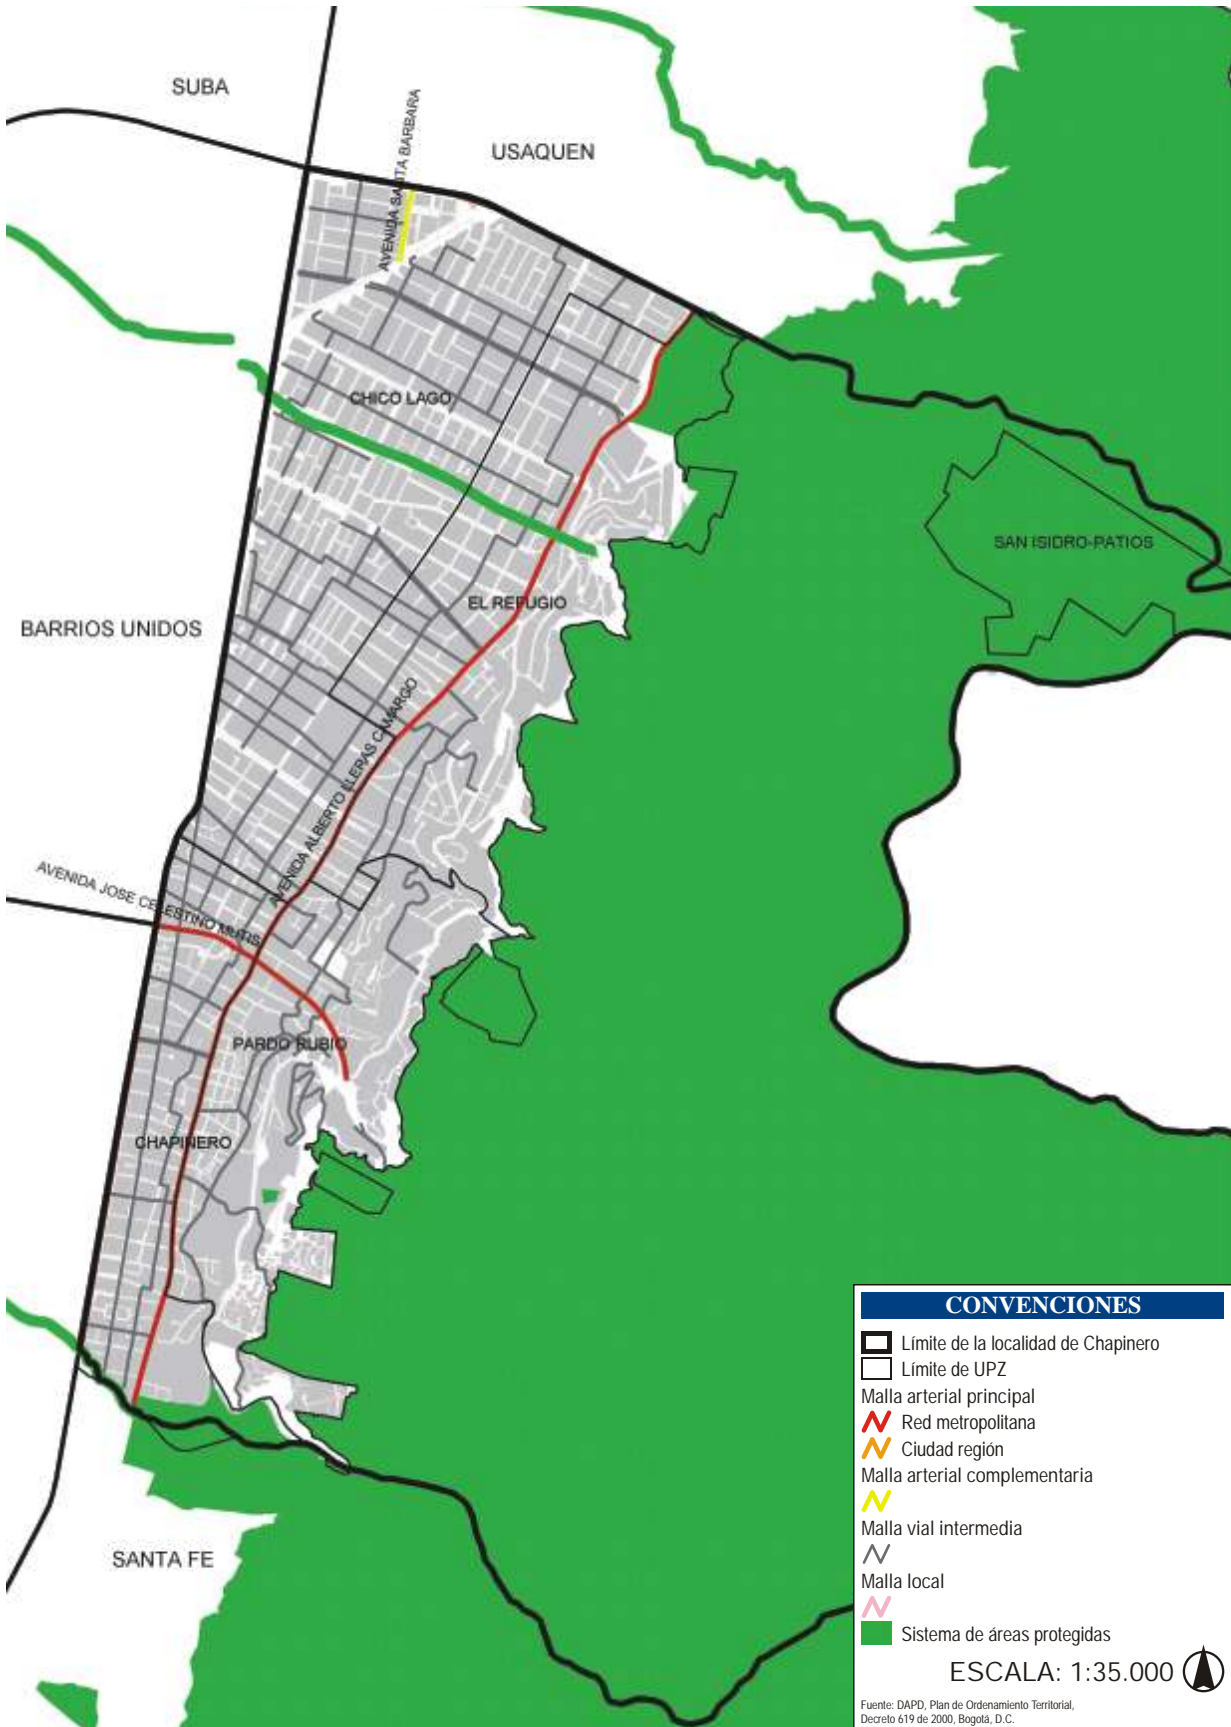 SUBA
USAQUEN
AVENIDA SANTA BARBARA
CHICO LAGO
SAN ISIDRO-PATIOS
EL REFUGIO
BARRIOS UNIDOS
AVENIDA ALBERTO LLERAS CAMARGO
AVENIDA JOSE CELESTINO MUTIS
PARDO RUBIO
CHAPINERO
SANTA FE
CONVENCIONES
Límite de la localidad de Chapinero
Límite de UPZ
Malla arterial principal
Red metropolitana
Ciudad región
Malla arterial complementaria
Malla vial intermedia
Malla local
Sistema de áreas protegidas
ESCALA: 1:35.000
Fuente: DAPD, Plan de Ordenamiento Territorial,
Decreto 619 de 2000, Bogotá, D.C.